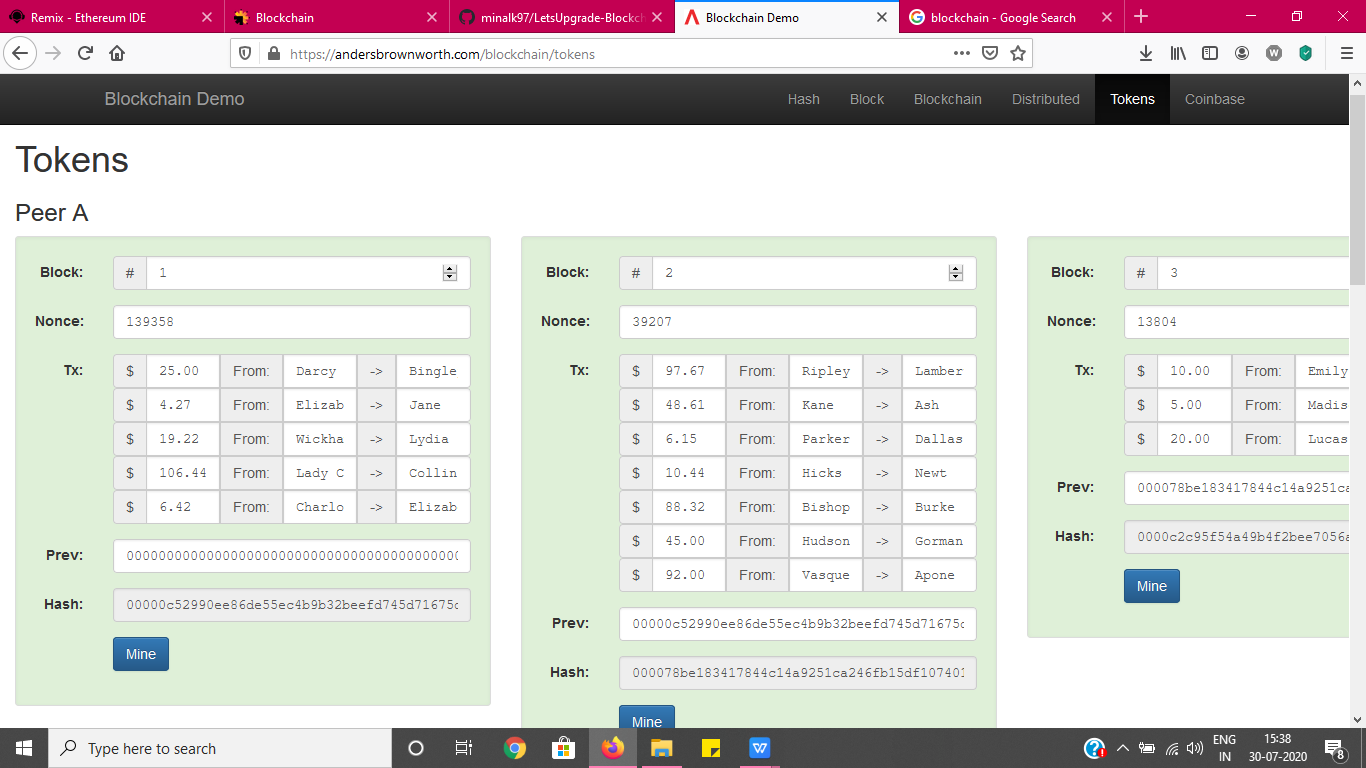 Remix - Ethereum IDE
Blockchain
minalk97/LetsUpgrade-Blockch
Blockchain Demo
blockchain - Google Search
https://andersbrownworth.com/blockchain/tokens
Blockchain Demo
Hash
Block
Blockchain
Distributed
Tokens
Coinbase
Tokens
Peer A
Block: # 1
Nonce: 139358
Tx: $ 25.00 From: Darcy -> Bingle
$ 4.27 From: Elizab -> Jane
$ 19.22 From: Wickha -> Lydia
$ 106.44 From: Lady C -> Collin
$ 6.42 From: Charlo -> Elizab
Prev:
Hash: 00000c52990ee86de55ec4b9b32beefd745d71675c
Mine
Block: # 2
Nonce: 39207
Tx: $ 97.67 From: Ripley -> Lamber
$ 48.61 From: Kane -> Ash
$ 6.15 From: Parker -> Dallas
$ 10.44 From: Hicks -> Newt
$ 88.32 From: Bishop -> Burke
$ 45.00 From: Hudson -> Gorman
$ 92.00 From: Vasque -> Apone
Prev: 00000c52990ee86de55ec4b9b32beefd745d71675c
Hash: 000078be183417844c14a9251ca246fb15df107401
Mine
Block: # 3
Nonce: 13804
Tx: $ 10.00 From: Emily
$ 5.00 From: Madis
$ 20.00 From: Lucas
Prev: 000078be183417844c14a9251ca
Hash: 0000c2c95f54a49b4f2bee7056a
Mine
Type here to search
ENG
IN
15:38
30-07-2020
8